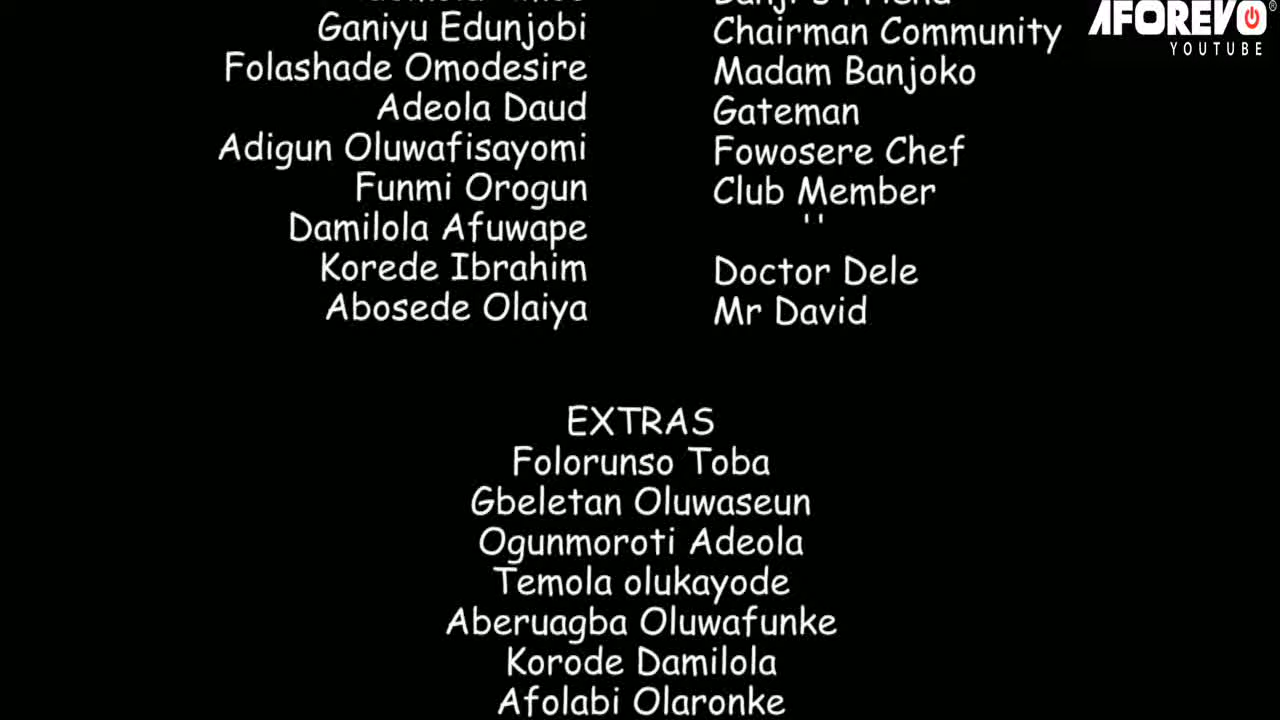 AFOREVO
YOUTUBE
Ganiyu Edunjobi Chairman Community
Folashade Omodesire Madam Banjoko
Adeola Daud Gateman
Adigun Oluwafisayomi Fowosere Chef
Funmi Orogun Club Member
Damilola Afuwape ''
Korede Ibrahim Doctor Dele
Abosede Olaiya Mr David
EXTRAS
Folorunso Toba
Gbeletan Oluwaseun
Ogunmoroti Adeola
Temola olukayode
Aberuagba Oluwafunke
Korode Damilola
Afolabi Olaronke